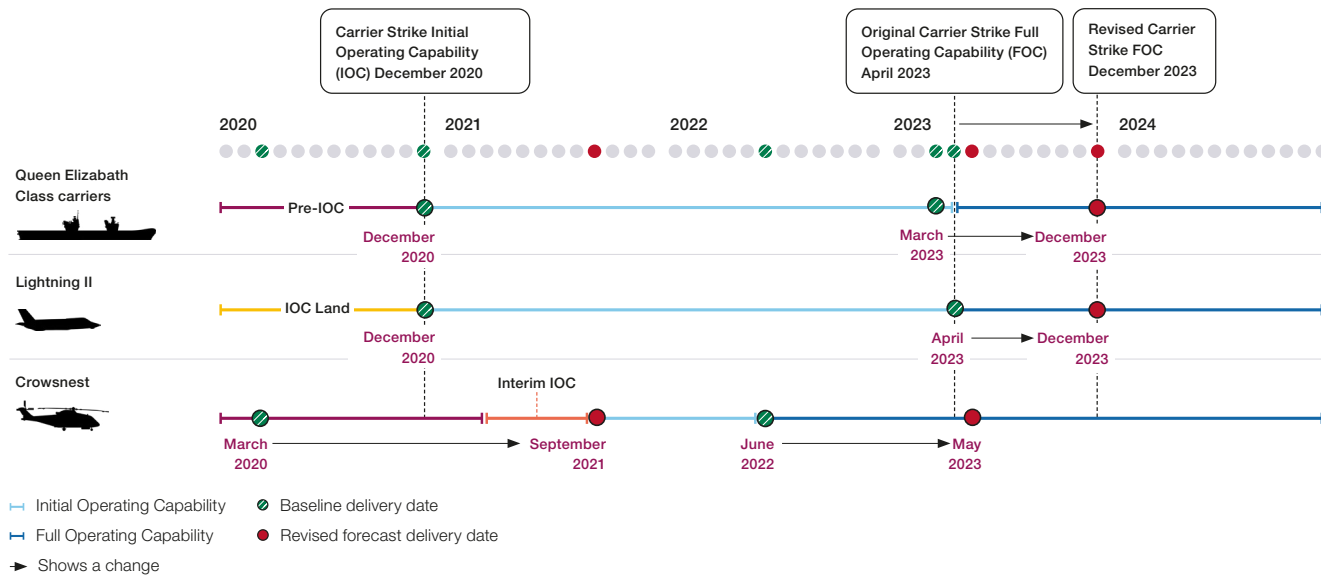 Carrier Strike Initial
Operating Capability
(IOC) December 2020
Original Carrier Strike Full
Operating Capability (FOC)
April 2023
Revised Carrier
Strike FOC
December 2023
2020
2021
2022
2023
2024
Queen Elizabath
Class carriers
Pre-IOC
December
2020
March
2023
December
2023
Lightning II
IOC Land
December
2020
April
2023
December
2023
Crowsnest
Interim IOC
March
2020
September
2021
June
2022
May
2023
Initial Operating Capability
Baseline delivery date
Full Operating Capability
Revised forecast delivery date
Shows a change